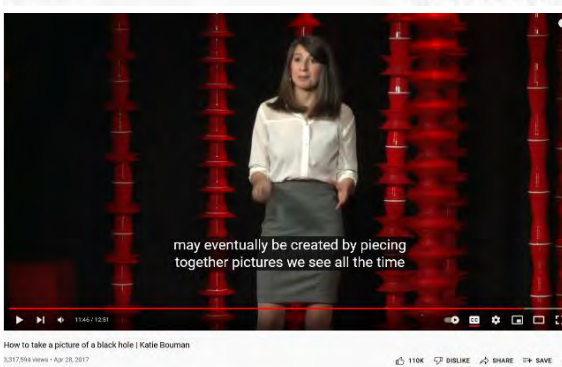 may eventually be created by piecing
together pictures we see all the time
11:46 / 12:51
CC
How to take a picture of a black hole | Katie Bouman
3,317,594 views • Apr 28, 2017
110K DISLIKE SHARE SAVE